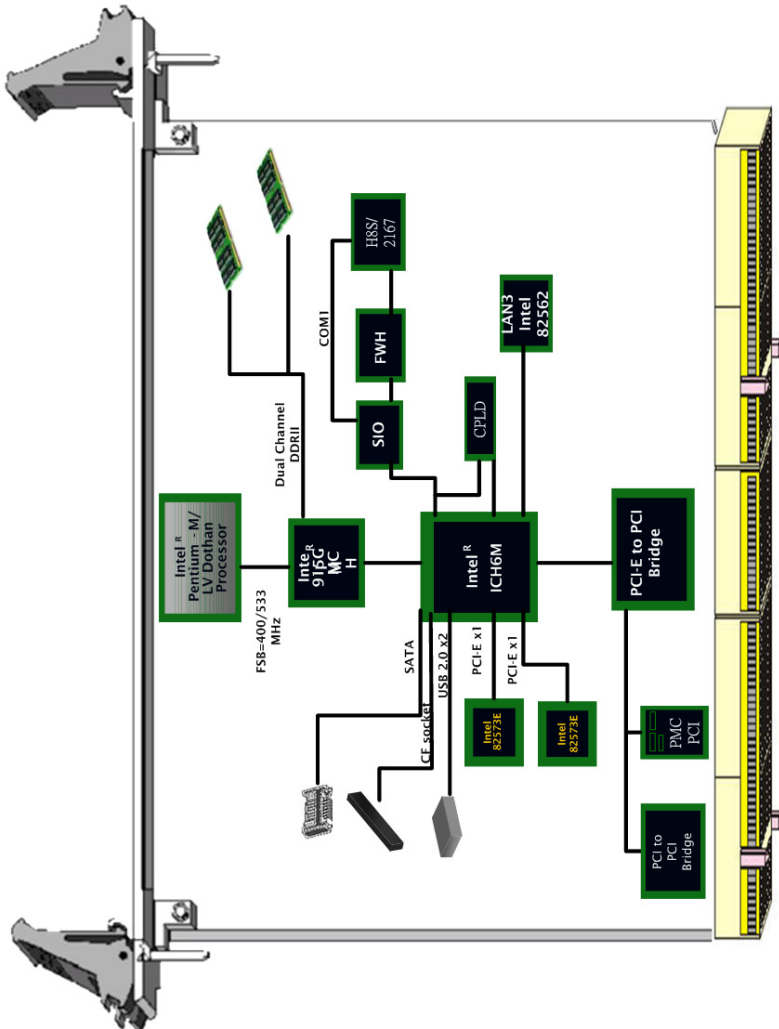 Intel R
Pentium - M/
LV Dothan
Processor
FSB=400/533
MHz
Dual Channel
DDRII
Inte R
915G
MC
H
COM1
H8S/
2167
FWH
SIO
CPLD
LAN3
Intel
82562
Intel R
ICH6M
SATA
CF socket
USB 2.0 x2
PCI-E x1
PCI-E x1
Intel
82573E
Intel
82573E
PCI-E to PCI
Bridge
PMC
PCI
PCI to
PCI
Bridge